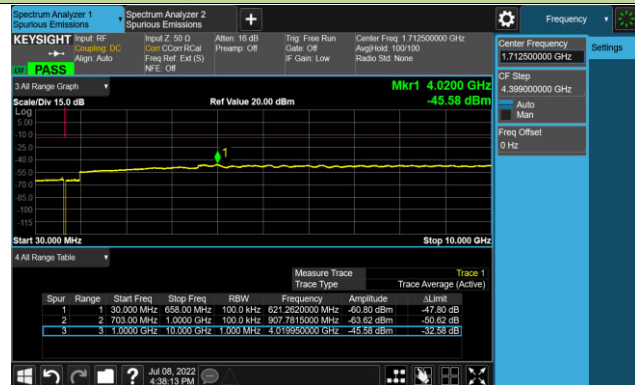 Spectrum Analyzer 1
Spurious Emissions
Spectrum Analyzer 2
Spurious Emissions
+
Frequency
KEYSIGHT
Input: RF
Coupling: DC
Align: Auto
Input Z: 50 Ω
Corr CCorr RCal
Freq Ref: Ext (S)
NFE: Off
Atten: 16 dB
Preamp: Off
Trig: Free Run
Gate: Off
IF Gain: Low
Center Freq: 1.712500000 GHz
Avg|Hold: 100/100
Radio Std: None
PASS
Center Frequency
1.712500000 GHz
Settings
CF Step
4.399000000 GHz
Auto
Man
Freq Offset
0 Hz
3 All Range Graph
Mkr1 4.0200 GHz
Scale/Div 15.0 dB
Ref Value 20.00 dBm
-45.58 dBm
Log
5.00
-10.0
-25.0
-40.0
-55.0
-70.0
-85.0
-100
-115
1
Start 30.000 MHz
Stop 10.000 GHz
4 All Range Table
Measure Trace Trace 1
Trace Type Trace Average (Active)
Spur Range Start Freq Stop Freq RBW Frequency Amplitude ΔLimit
1 1 30.000 MHz 658.00 MHz 100.0 kHz 621.2620000 MHz -60.80 dBm -47.80 dB
2 2 703.00 MHz 1.0000 GHz 100.0 kHz 907.7815000 MHz -63.62 dBm -50.62 dB
3 3 1.0000 GHz 10.000 GHz 1.000 MHz 4.019950000 GHz -45.58 dBm -32.58 dB
?
Jul 08, 2022
4:38:13 PM